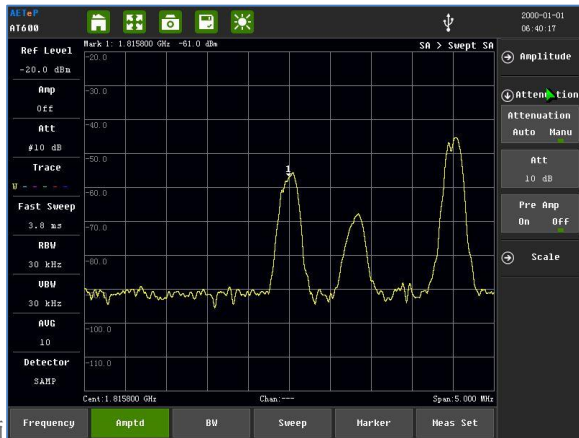 AETeP
AT600
2000-01-01
06:40:17
Ref Level
-20.0 dBm
Amp
Off
Att
#10 dB
Trace
W - - - - -
Fast Sweep
3.8 ms
RBW
30 kHz
VBW
30 kHz
AVG
10
Detector
SAMP
Mark 1: 1.815800 GHz -61.0 dBm
SA > Swept SA
-20.0
-30.0
-40.0
-50.0
-60.0
-70.0
-80.0
-100.0
-110.0
1
Cent:1.815800 GHz
Chan:---
Span:5.000 MHz
Amplitude
Attenuation
Attenuation
Auto Manu
Att
10 dB
Pre Amp
On Off
Scale
Frequency
Amptd
BW
Sweep
Marker
Meas Set